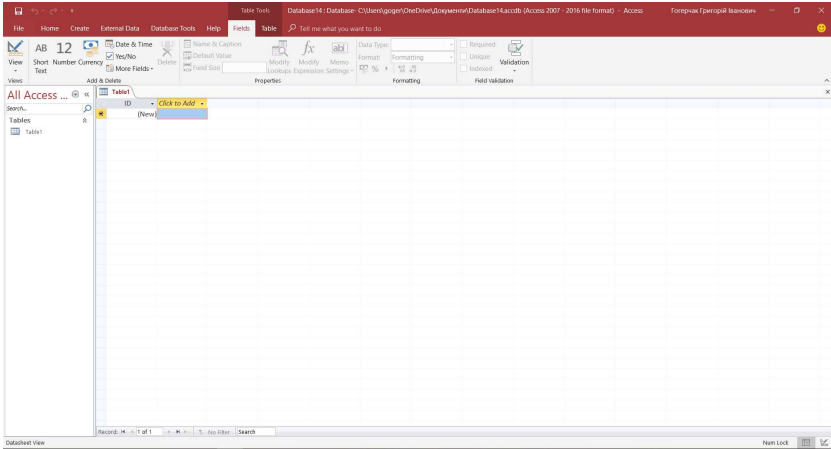 Table Tools
Database14 : Database- C:\Users\goger\OneDrive\Документи\Database14.accdb (Access 2007 - 2016 file format) - Access
Гогерчак Григорій Іванович
File Home Create External Data Database Tools Help Fields Table Tell me what you want to do
View
AB Short Text
12 Number
Currency
Date & Time
Yes/No
More Fields
Delete
Name & Caption
Default Value
Field Size
Modify Lookups
fx Modify Expression
ab Memo Settings
Data Type:
Format: Formatting
%
Required
Unique
Indexed
Validation
Views Add & Delete Properties Formatting Field Validation
All Access ...
Search...
Tables
Table1
Table1
ID Click to Add
(New)
Record: 1 of 1 No Filter Search
Datasheet View Num Lock